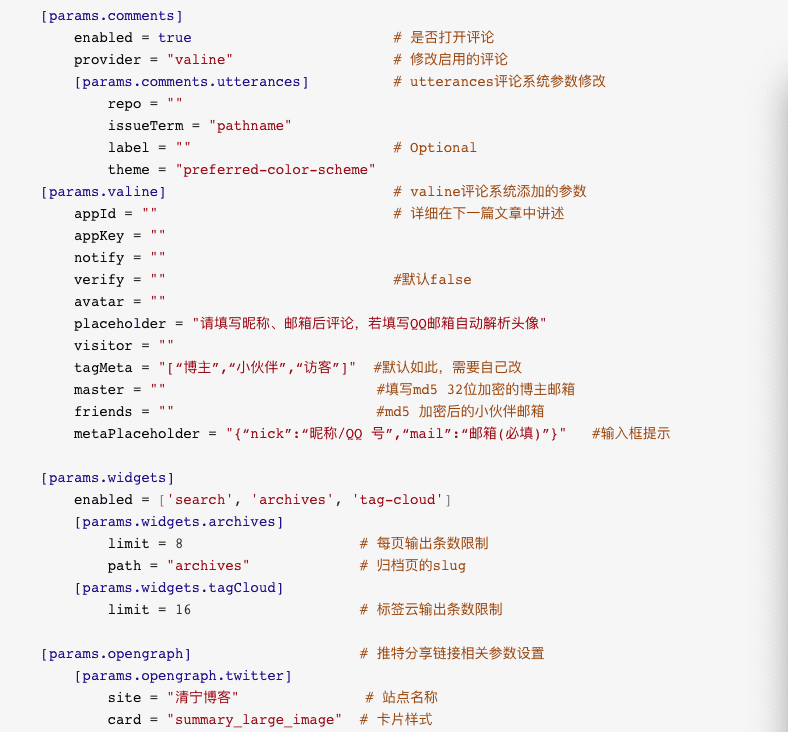 [params.comments]
enabled = true # 是否打开评论
provider = "valine" # 修改启用的评论
[params.comments.utterances] # utterances评论系统参数修改
repo = ""
issueTerm = "pathname"
label = "" # Optional
theme = "preferred-color-scheme"
[params.valine] # valine评论系统添加的参数
appId = "" # 详细在下一篇文章中讲述
appKey = ""
notify = ""
verify = "" #默认false
avatar = ""
placeholder = "请填写昵称、邮箱后评论，若填写QQ邮箱自动解析头像"
visitor = ""
tagMeta = "[“博主”,“小伙伴”,“访客”]" #默认如此，需要自己改
master = "" #填写md5 32位加密的博主邮箱
friends = "" #md5 加密后的小伙伴邮箱
metaPlaceholder = "{“nick”:“昵称/QQ 号”,“mail”:“邮箱(必填)”}" #输入框提示
[params.widgets]
enabled = ['search', 'archives', 'tag-cloud']
[params.widgets.archives]
limit = 8 # 每页输出条数限制
path = "archives" # 归档页的slug
[params.widgets.tagCloud]
limit = 16 # 标签云输出条数限制
[params.opengraph] # 推特分享链接相关参数设置
[params.opengraph.twitter]
site = "清宁博客" # 站点名称
card = "summary_large_image" # 卡片样式